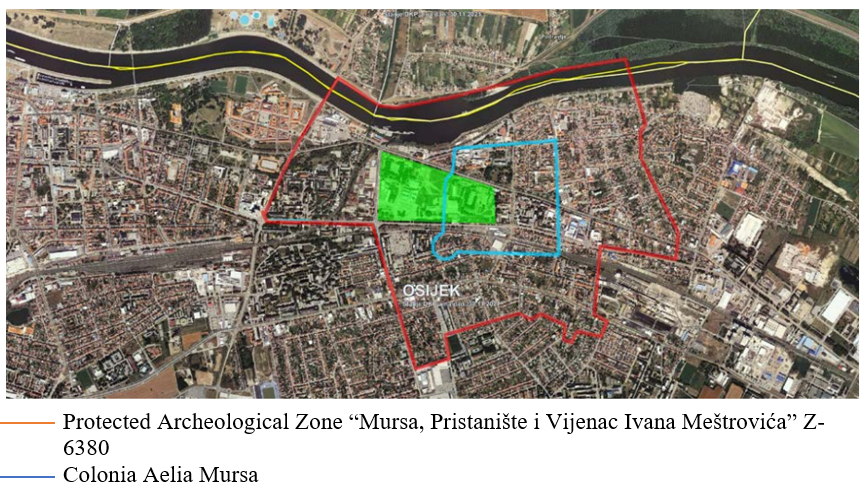 OSIJEK
Protected Archeological Zone “Mursa, Pristanište i Vijenac Ivana Meštrovića” Z-
6380
Colonia Aelia Mursa